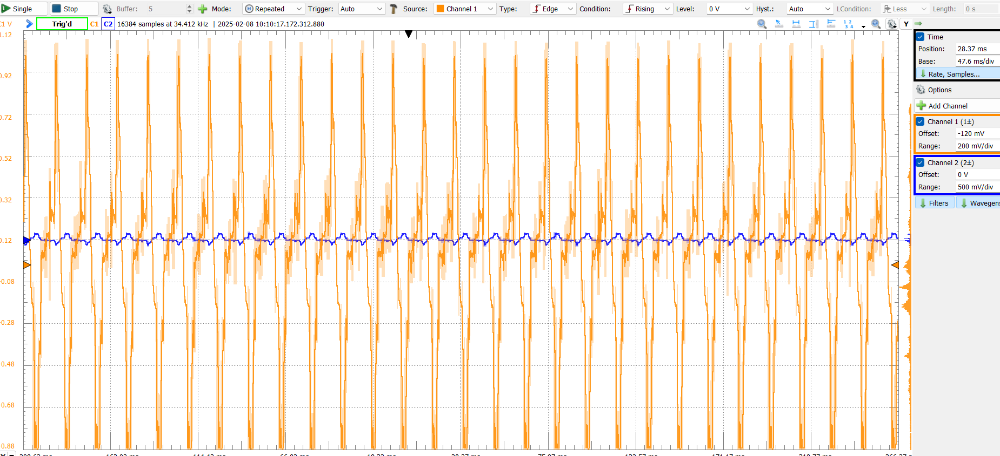 Single Stop Buffer: 5 Mode: Repeated Trigger: Auto Source: Channel 1 Type: Edge Condition: Rising Level: 0 V Hyst.: Auto LCondition: Less Length: 0 s
C1 V Trig'd C1 C2 16384 samples at 34.412 kHz | 2025-02-08 10:10:17.172.312.880 Y
Time
Position: 28.37 ms
Base: 47.6 ms/div
Rate, Samples...
Options
Add Channel
Channel 1 (1±)
Offset: -120 mV
Range: 200 mV/div
Channel 2 (2±)
Offset: 0 V
Range: 500 mV/div
Filters Wavegens
1.12
0.92
0.72
0.52
0.32
0.12
-0.08
-0.28
-0.48
-0.68
-0.88